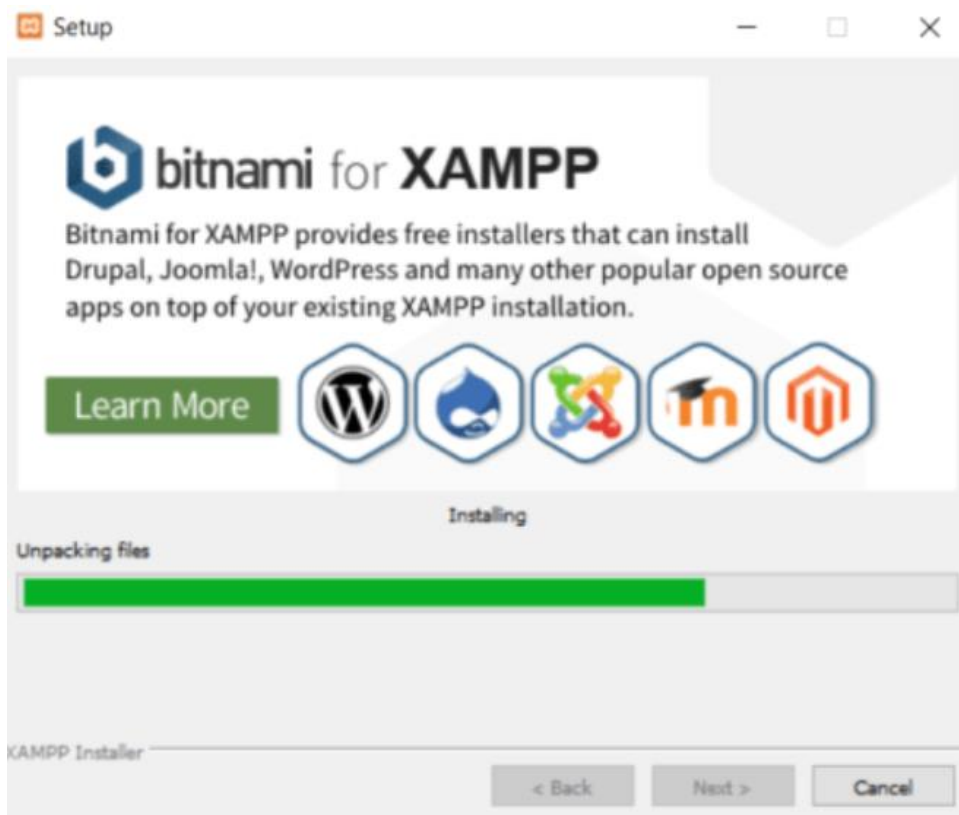 Setup
bitnami for XAMPP
Bitnami for XAMPP provides free installers that can install
Drupal, Joomla!, WordPress and many other popular open source
apps on top of your existing XAMPP installation.
Learn More
Installing
Unpacking files
XAMPP Installer
< Back Next > Cancel